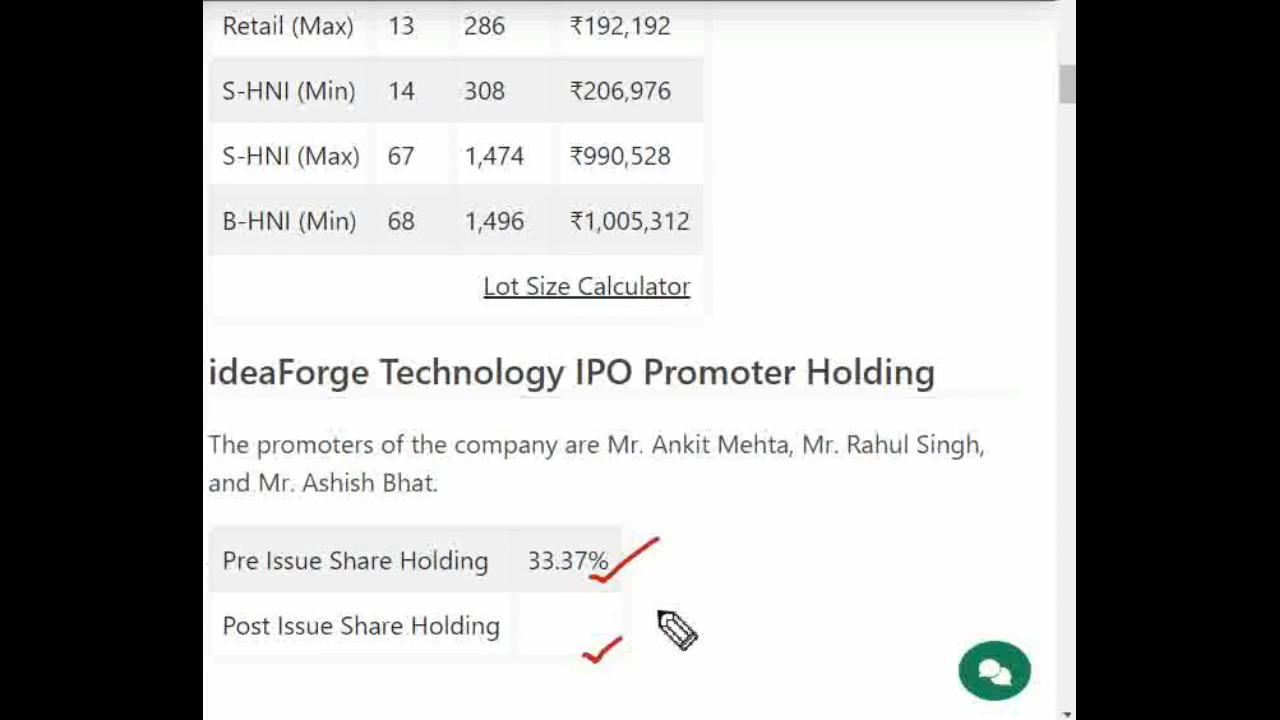 Retail (Max) 13 286 ₹192,192
S-HNI (Min) 14 308 ₹206,976
S-HNI (Max) 67 1,474 ₹990,528
B-HNI (Min) 68 1,496 ₹1,005,312
Lot Size Calculator
ideaForge Technology IPO Promoter Holding
The promoters of the company are Mr. Ankit Mehta, Mr. Rahul Singh,
and Mr. Ashish Bhat.
Pre Issue Share Holding 33.37%
Post Issue Share Holding